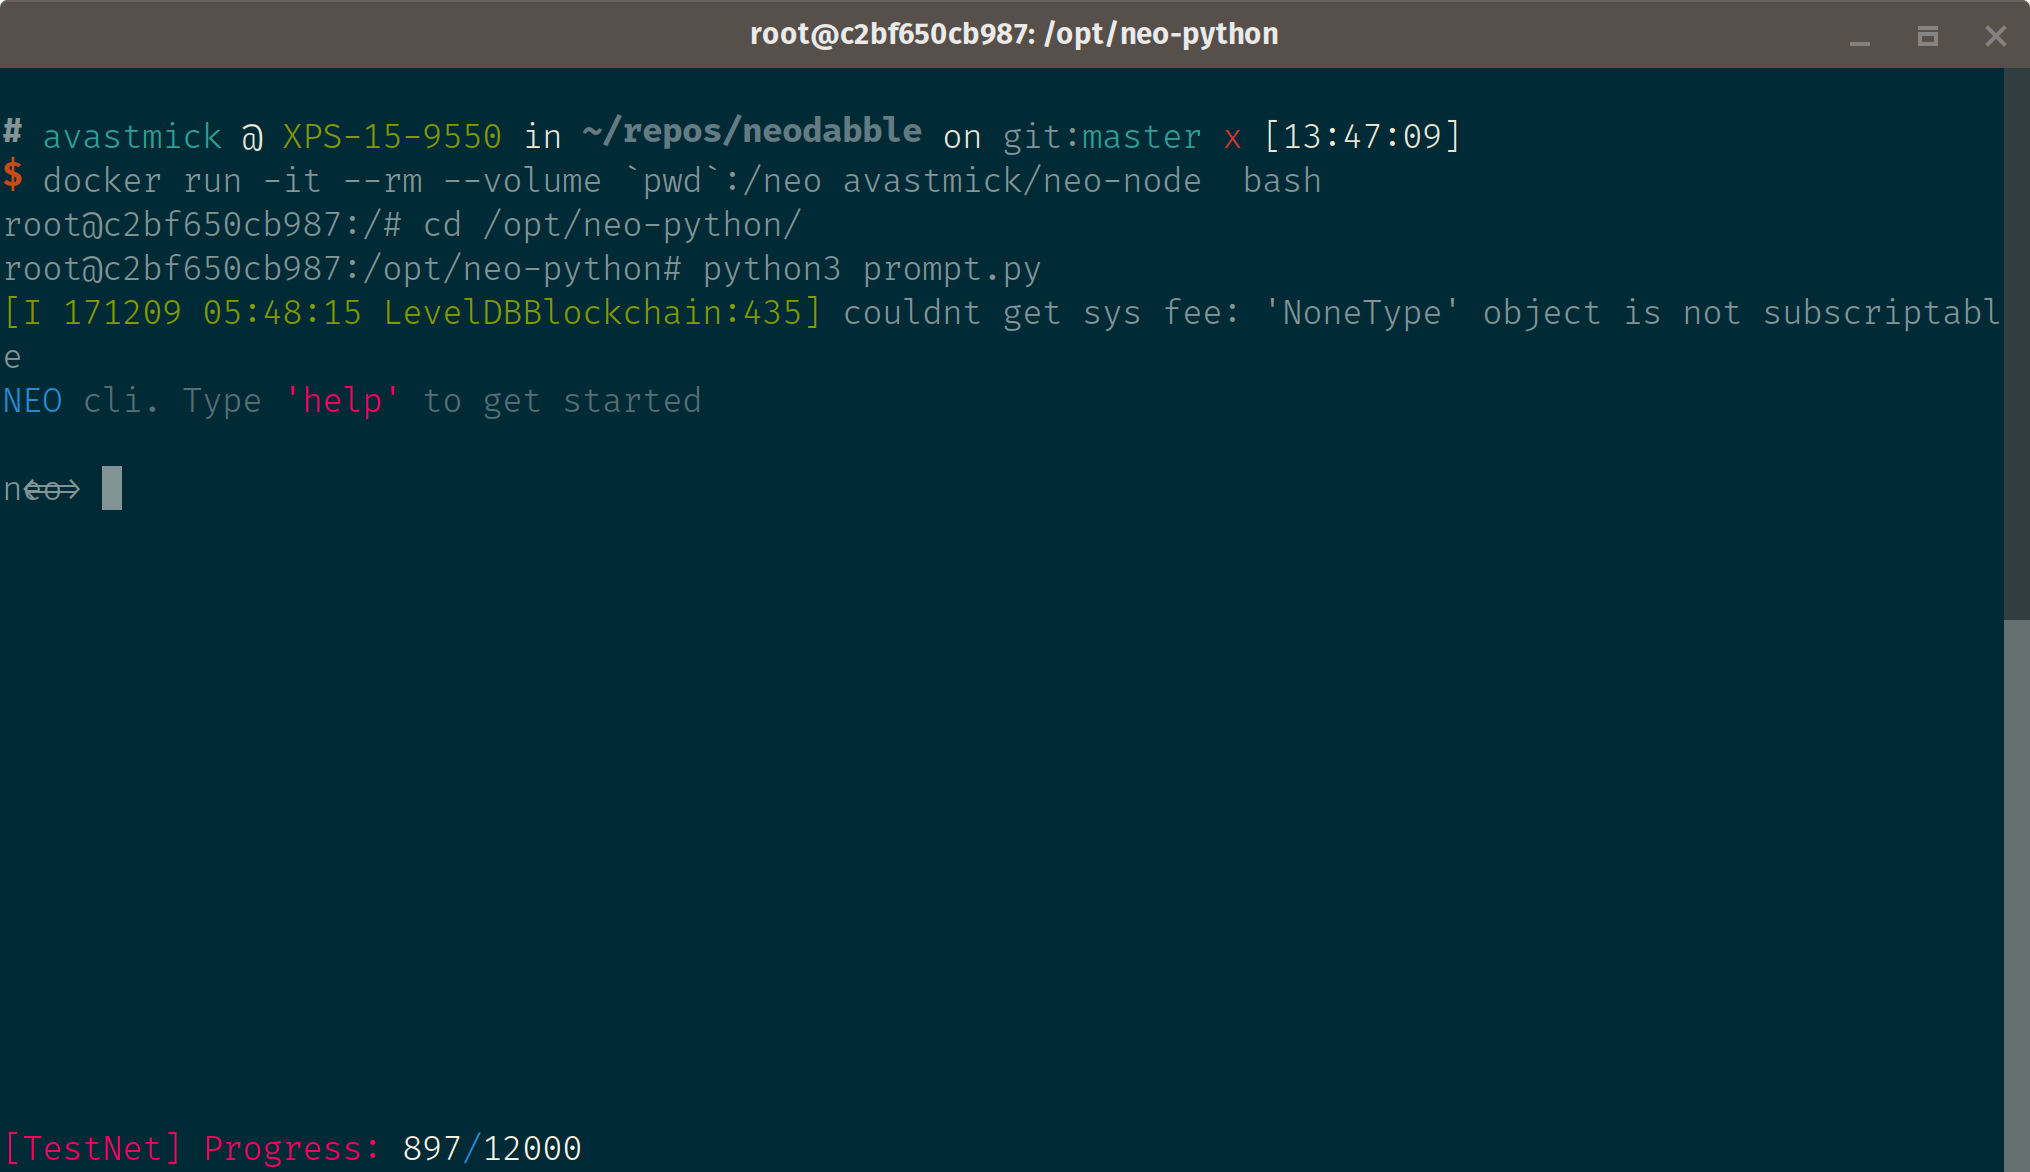 root@c2bf650cb987: /opt/neo-python
# avastmick @ XPS-15-9550 in ~/repos/neodabble on git:master x [13:47:09]
$ docker run -it --rm --volume `pwd`:/neo avastmick/neo-node  bash
root@c2bf650cb987:/# cd /opt/neo-python/
root@c2bf650cb987:/opt/neo-python# python3 prompt.py
[I 171209 05:48:15 LevelDBBlockchain:435] couldnt get sys fee: 'NoneType' object is not subscriptabl
e
NEO cli. Type 'help' to get started
neo>
[TestNet] Progress: 897/12000